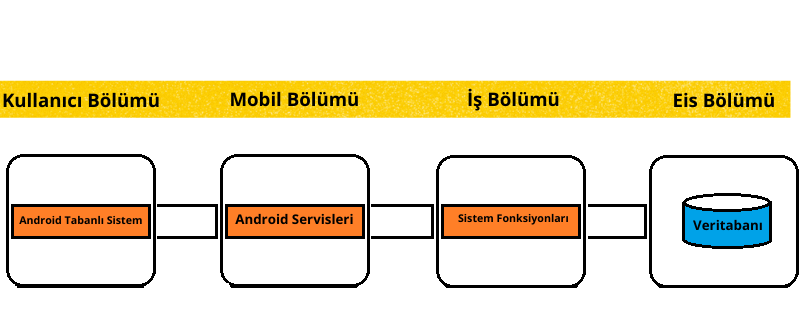 Kullanıcı Bölümü
Mobil Bölümü
İş Bölümü
Eis Bölümü
Android Tabanlı Sistem
Android Servisleri
Sistem Fonksiyonları
Veritabanı